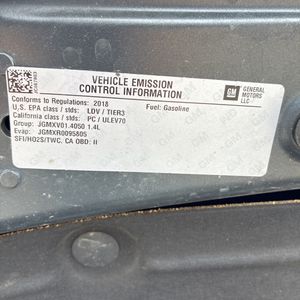 VEHICLE EMISSION
CONTROL INFORMATION
GM
GENERAL
MOTORS
LLC
Conforms to Regulations: 2018
Fuel: Gasoline
U.S. EPA class / stds: LDV / TIER3
California class / stds: PC / ULEV70
Group: JGMXV01.4050 1.4L
Evap: JGMXR0095805
SFI/HO2S/TWC, CA OBD: II